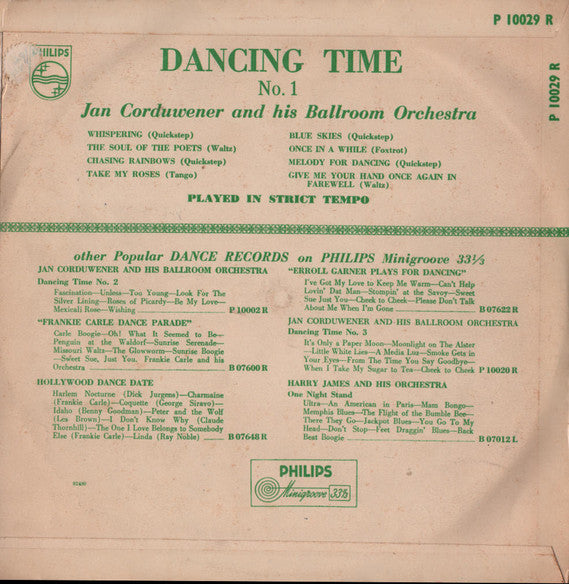 P 10029 R
P 10029 R
PHILIPS
DANCING TIME
No. 1
Jan Corduwener and his Ballroom Orchestra
WHISPERING (Quickstep)
THE SOUL OF THE POETS (Waltz)
CHASING RAINBOWS (Quickstep)
TAKE MY ROSES (Tango)
BLUE SKIES (Quickstep)
ONCE IN A WHILE (Foxtrot)
MELODY FOR DANCING (Quickstep)
GIVE ME YOUR HAND ONCE AGAIN IN
FAREWELL (Waltz)
PLAYED IN STRICT TEMPO
other Popular DANCE RECORDS on PHILIPS Minigroove 33⅓
JAN CORDUWENER AND HIS BALLROOM ORCHESTRA
Dancing Time No. 2
Fascination—Unless—Too Young—Look For The
Silver Lining—Roses of Picardy—Be My Love—
Mexicali Rose—Wishing P 10002 R
"FRANKIE CARLE DANCE PARADE"
Carle Boogie—Oh! What It Seemed to Be—
Penguin at the Waldorf—Sunrise Serenade—
Missouri Waltz—The Glowworm—Sunrise Boogie
—Sweet Sue, Just You. Frankie Carle and his
Orchestra B 07600 R
HOLLYWOOD DANCE DATE
Harlem Nocturne (Dick Jurgens)—Charmaine
(Frankie Carle)—Coquette (George Siravo)—
Idaho (Benny Goodman)—Peter and the Wolf
(Les Brown)—I Don't Know Why (Claude
Thornhill)—The One I Love Belongs to Somebody
Else (Frankie Carle)—Linda (Ray Noble) B 07648 R
"ERROLL GARNER PLAYS FOR DANCING"
I've Got My Love to Keep Me Warm—Can't Help
Lovin' Dat Man—Stompin' at the Savoy—Sweet
Sue Just You—Cheek to Cheek—Please Don't Talk
About Me When I'm Gone B 07622 R
JAN CORDUWENER AND HIS BALLROOM ORCHESTRA
Dancing Time No. 3
It's Only a Paper Moon—Moonlight on The Alster
—Little White Lies—A Media Luz—Smoke Gets in
Your Eyes—From The Time You Say Goodbye—
When I Take My Sugar to Tea—Cheek to Cheek P 10020 R
HARRY JAMES AND HIS ORCHESTRA
One Night Stand
Ultra—An American in Paris—Mam Bongo—
Memphis Blues—The Flight of the Bumble Bee—
There They Go—Jackpot Blues—You Go To My
Head—Don't Stop—Feet Draggin' Blues—Back
Beat Boogie B 07012 L
PHILIPS
Minigroove 33⅓